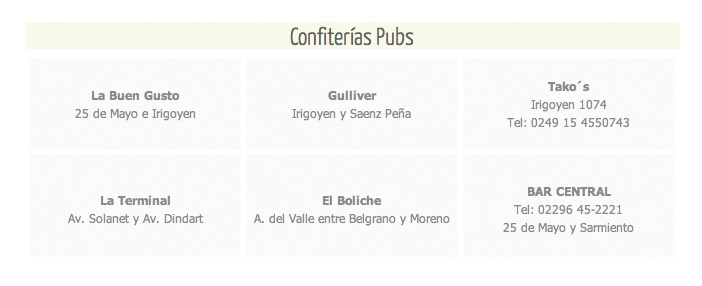 Confiterías Pubs
La Buen Gusto
25 de Mayo e Irigoyen
Gulliver
Irigoyen y Saenz Peña
Tako´s
Irigoyen 1074
Tel: 0249 15 4550743
La Terminal
Av. Solanet y Av. Dindart
El Boliche
A. del Valle entre Belgrano y Moreno
BAR CENTRAL
Tel: 02296 45-2221
25 de Mayo y Sarmiento